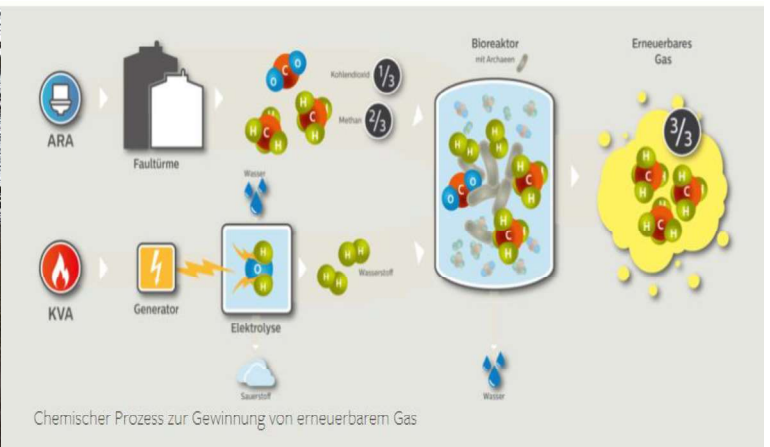 ARA
Faultürme
Kohlendioxid 1/3
Methan 2/3
O C O
H H C H H
H H C H H
Bioreaktor
mit Archaeen
H H
H H
O C O
H C H
H C H
Erneuerbares
Gas
3/3
H C H H
H C H H
H C H H
KVA
Generator
Wasser
H
O
H
Elektrolyse
Sauerstoff
H H
H H
Wasserstoff
Wasser
Chemischer Prozess zur Gewinnung von erneuerbarem Gas